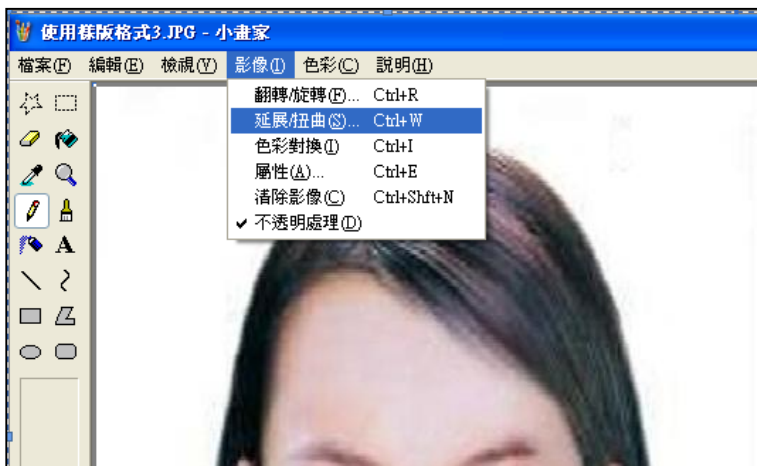 使用樣版格式3.JPG - 小畫家
檔案(F) 編輯(E) 檢視(V) 影像(I) 色彩(C) 說明(H)
翻轉/旋轉(F)... Ctrl+R
延展/扭曲(S)... Ctrl+W
色彩對換(I) Ctrl+I
屬性(A)... Ctrl+E
清除影像(C) Ctrl+Shft+N
不透明處理(D)
A